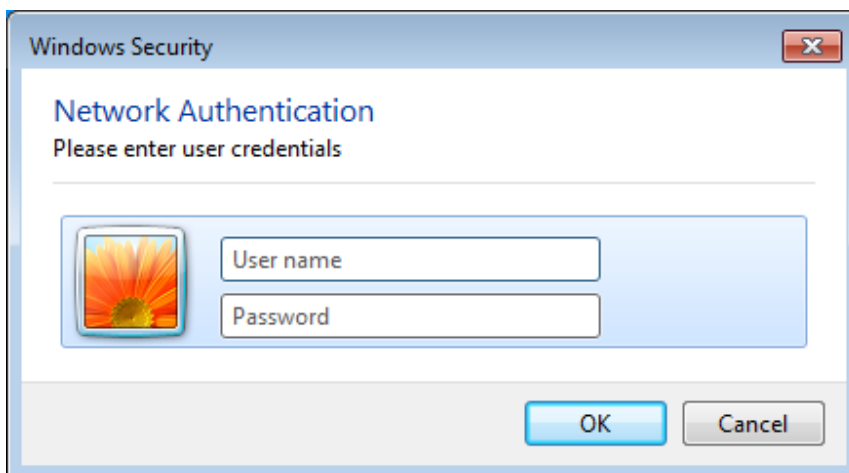 Windows Security
Network Authentication
Please enter user credentials
User name
Password
OK
Cancel